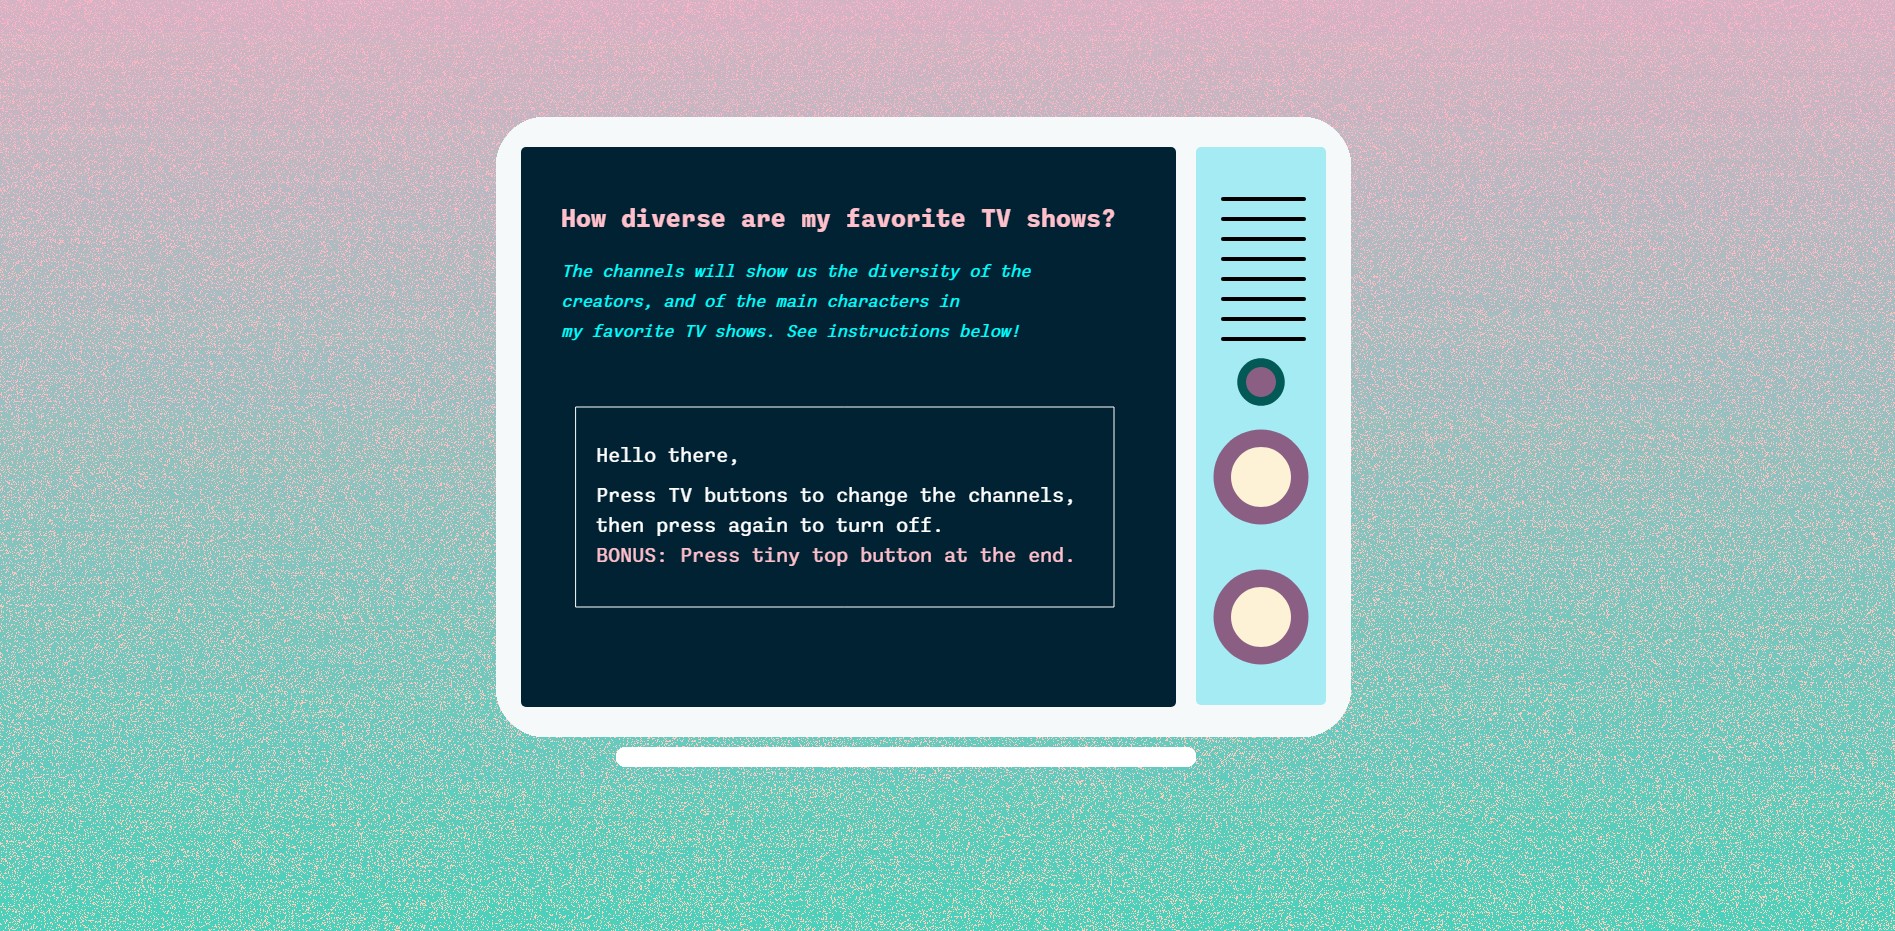 How diverse are my favorite TV shows?
The channels will show us the diversity of the
creators, and of the main characters in
my favorite TV shows. See instructions below!
Hello there,
Press TV buttons to change the channels,
then press again to turn off.
BONUS: Press tiny top button at the end.